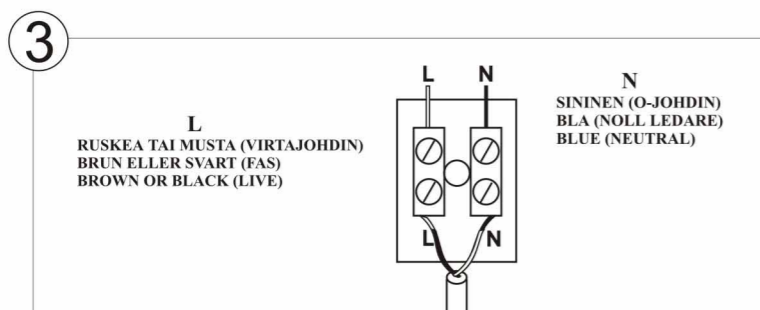 3
L
RUSKEA TAI MUSTA (VIRTAJOHDIN)
BRUN ELLER SVART (FAS)
BROWN OR BLACK (LIVE)
L N
L N
N
SININEN (O-JOHDIN)
BLA (NOLL LEDARE)
BLUE (NEUTRAL)